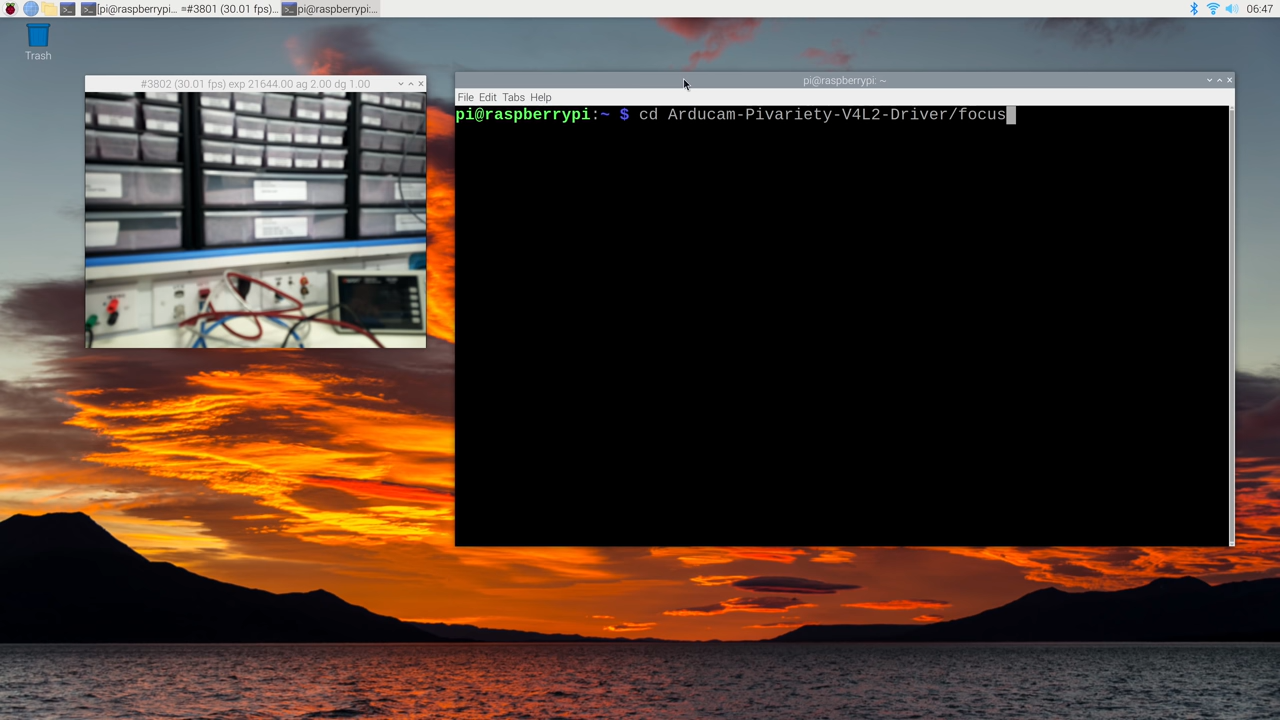 [pi@raspberrypi... =#3801 (30.01 fps)... pi@raspberrypi:... 06:47
Trash
#3802 (30.01 fps) exp 21644.00 ag 2.00 dg 1.00
pi@raspberrypi: ~
File Edit Tabs Help
pi@raspberrypi:~ $ cd Arducam-Pivariety-V4L2-Driver/focus